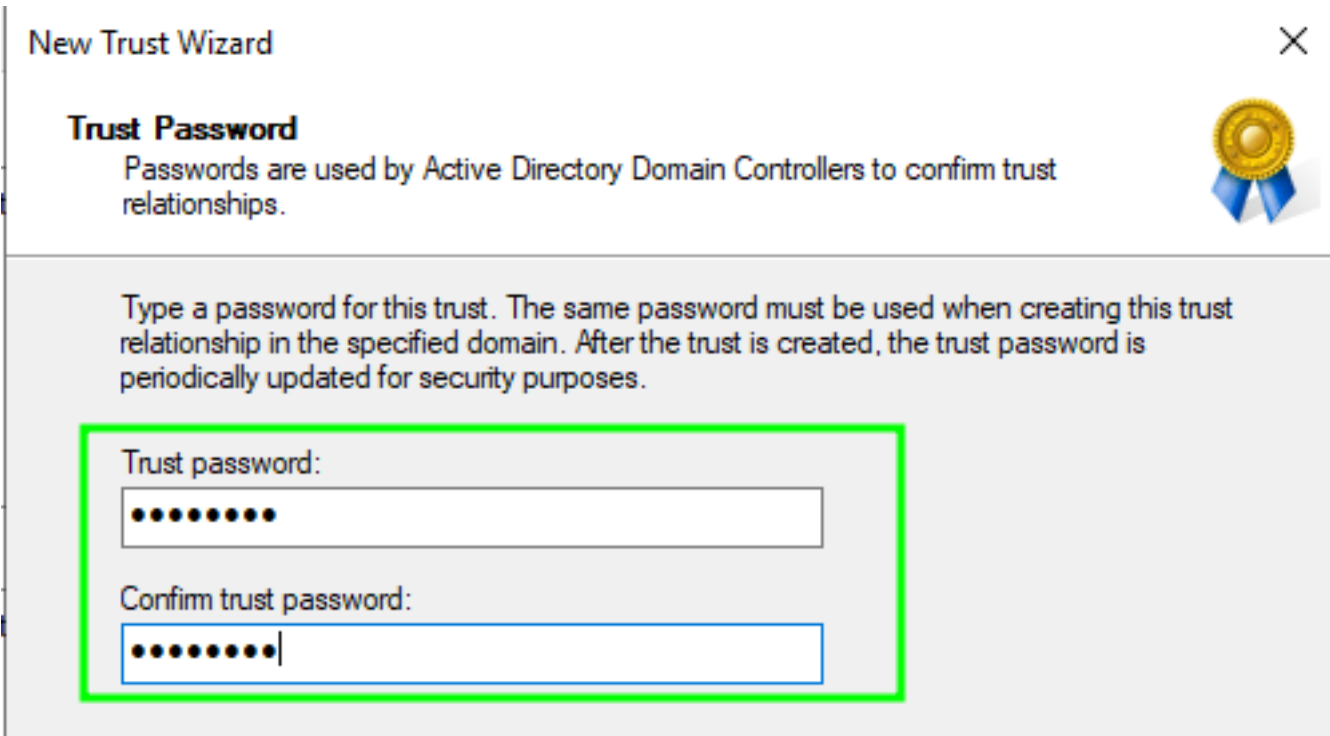 New Trust Wizard
Trust Password
Passwords are used by Active Directory Domain Controllers to confirm trust
relationships.
Type a password for this trust. The same password must be used when creating this trust
relationship in the specified domain. After the trust is created, the trust password is
periodically updated for security purposes.
Trust password:
••••••••
Confirm trust password:
••••••••